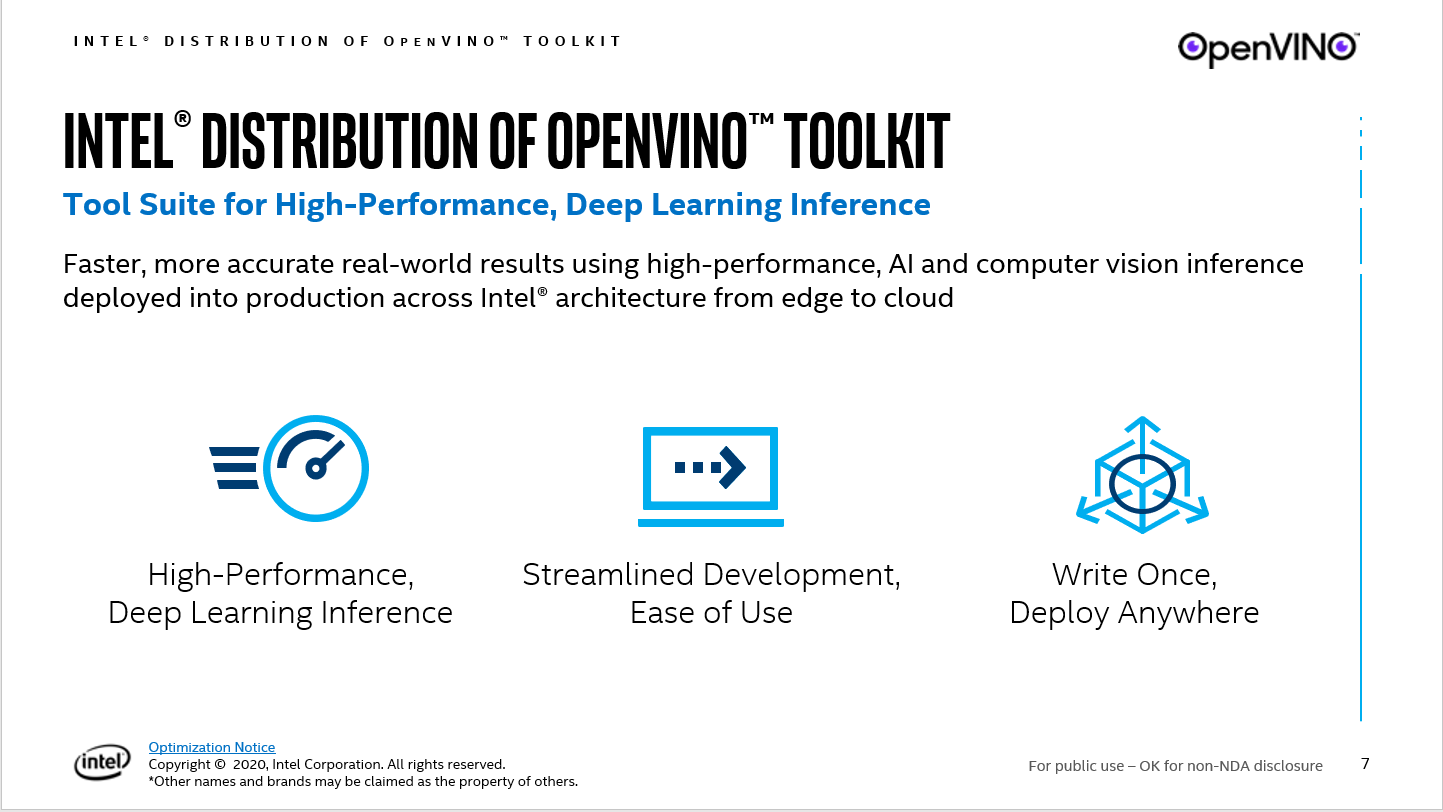 INTEL® DISTRIBUTION OF OPENVINO™ TOOLKIT
OpenVINO™
INTEL® DISTRIBUTION OF OPENVINO™ TOOLKIT
Tool Suite for High-Performance, Deep Learning Inference
Faster, more accurate real-world results using high-performance, AI and computer vision inference
deployed into production across Intel® architecture from edge to cloud
High-Performance,
Deep Learning Inference
Streamlined Development,
Ease of Use
Write Once,
Deploy Anywhere
intel
Optimization Notice
Copyright © 2020, Intel Corporation. All rights reserved.
*Other names and brands may be claimed as the property of others.
For public use – OK for non-NDA disclosure
7